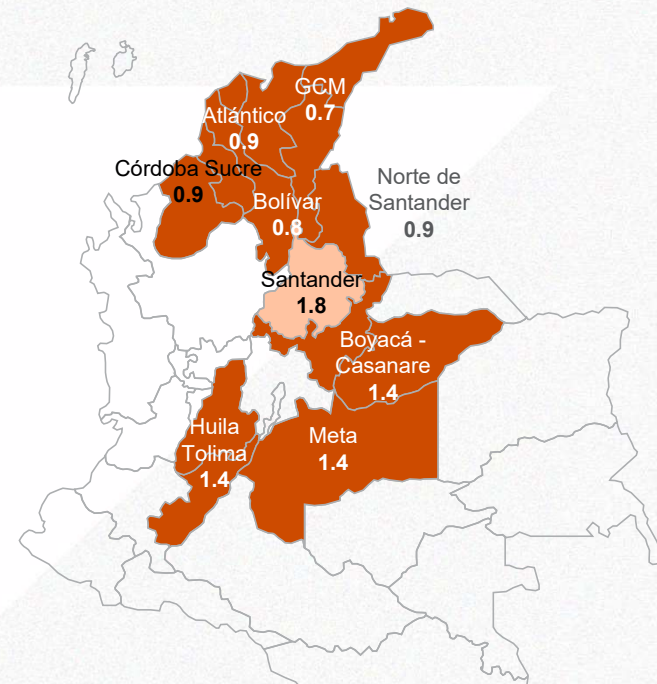 GCM
0.7
Atlántico
0.9
Córdoba Sucre
0.9
Norte de
Santander
0.9
Bolívar
0.8
Santander
1.8
Boyacá -
Casanare
1.4
Huila
Tolima
1.4
Meta
1.4